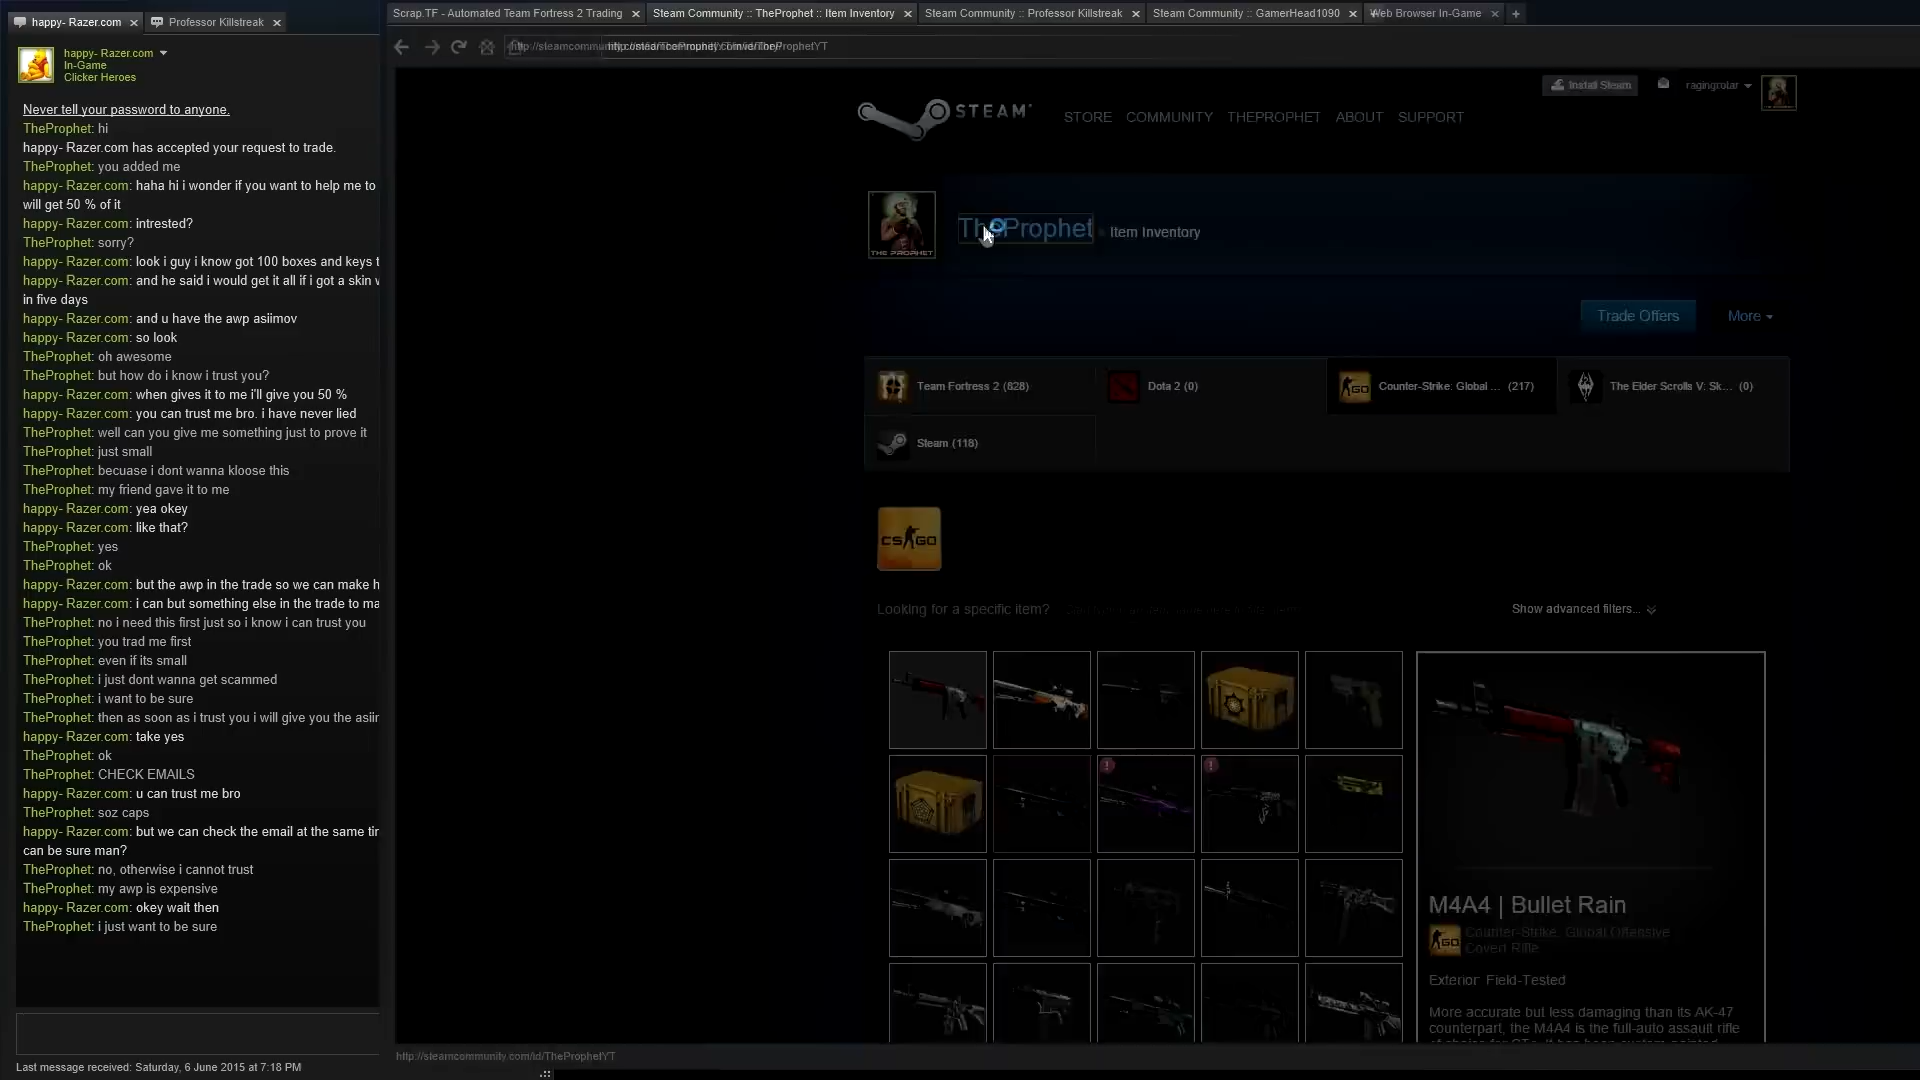 happy- Razer.com
Professor Killstreak
Scrap.TF - Automated Team Fortress 2 Trading
Steam Community :: TheProphet :: Item Inventory
Steam Community :: Professor Killstreak
Steam Community :: GamerHead1090
Web Browser In-Game
happy- Razer.com
In-Game
Clicker Heroes
Never tell your password to anyone.
TheProphet: hi
happy- Razer.com has accepted your request to trade.
TheProphet: you added me
happy- Razer.com: haha hi i wonder if you want to help me to
will get 50 % of it
happy- Razer.com: intrested?
TheProphet: sorry?
happy- Razer.com: look i guy i know got 100 boxes and keys t
happy- Razer.com: and he said i would get it all if i got a skin
in five days
happy- Razer.com: and u have the awp asiimov
happy- Razer.com: so look
TheProphet: oh awesome
TheProphet: but how do i know i trust you?
happy- Razer.com: when gives it to me i'll give you 50 %
happy- Razer.com: you can trust me bro. i have never lied
TheProphet: well can you give me something just to prove it
TheProphet: just small
TheProphet: becuase i dont wanna kloose this
TheProphet: my friend gave it to me
happy- Razer.com: yea okey
happy- Razer.com: like that?
TheProphet: yes
TheProphet: ok
happy- Razer.com: but the awp in the trade so we can make h
happy- Razer.com: i can but something else in the trade to ma
TheProphet: no i need this first just so i know i can trust you
TheProphet: you trad me first
TheProphet: even if its small
TheProphet: i just dont wanna get scammed
TheProphet: i want to be sure
TheProphet: then as soon as i trust you i will give you the asiir
happy- Razer.com: take yes
TheProphet: ok
TheProphet: CHECK EMAILS
happy- Razer.com: u can trust me bro
TheProphet: soz caps
happy- Razer.com: but we can check the email at the same tir
can be sure man?
TheProphet: no, otherwise i cannot trust
TheProphet: my awp is expensive
happy- Razer.com: okey wait then
TheProphet: i just want to be sure
Last message received: Saturday, 6 June 2015 at 7:18 PM
Install Steam
ragingrolar
STEAM
STORE COMMUNITY THEPROPHET ABOUT SUPPORT
THE PROPHET
TheProphet
Item Inventory
Trade Offers
More
Team Fortress 2 (828)
Dota 2 (0)
Counter-Strike: Global ... (217)
The Elder Scrolls V: Sk... (0)
Steam (118)
CS GO
Looking for a specific item?
Show advanced filters...
M4A4 | Bullet Rain
Counter-Strike: Global Offensive
Covert Rifle
Exterior: Field-Tested
More accurate but less damaging than its AK-47
counterpart, the M4A4 is the full-auto assault rifle
http://steamcommunity.com/id/TheProphetYT